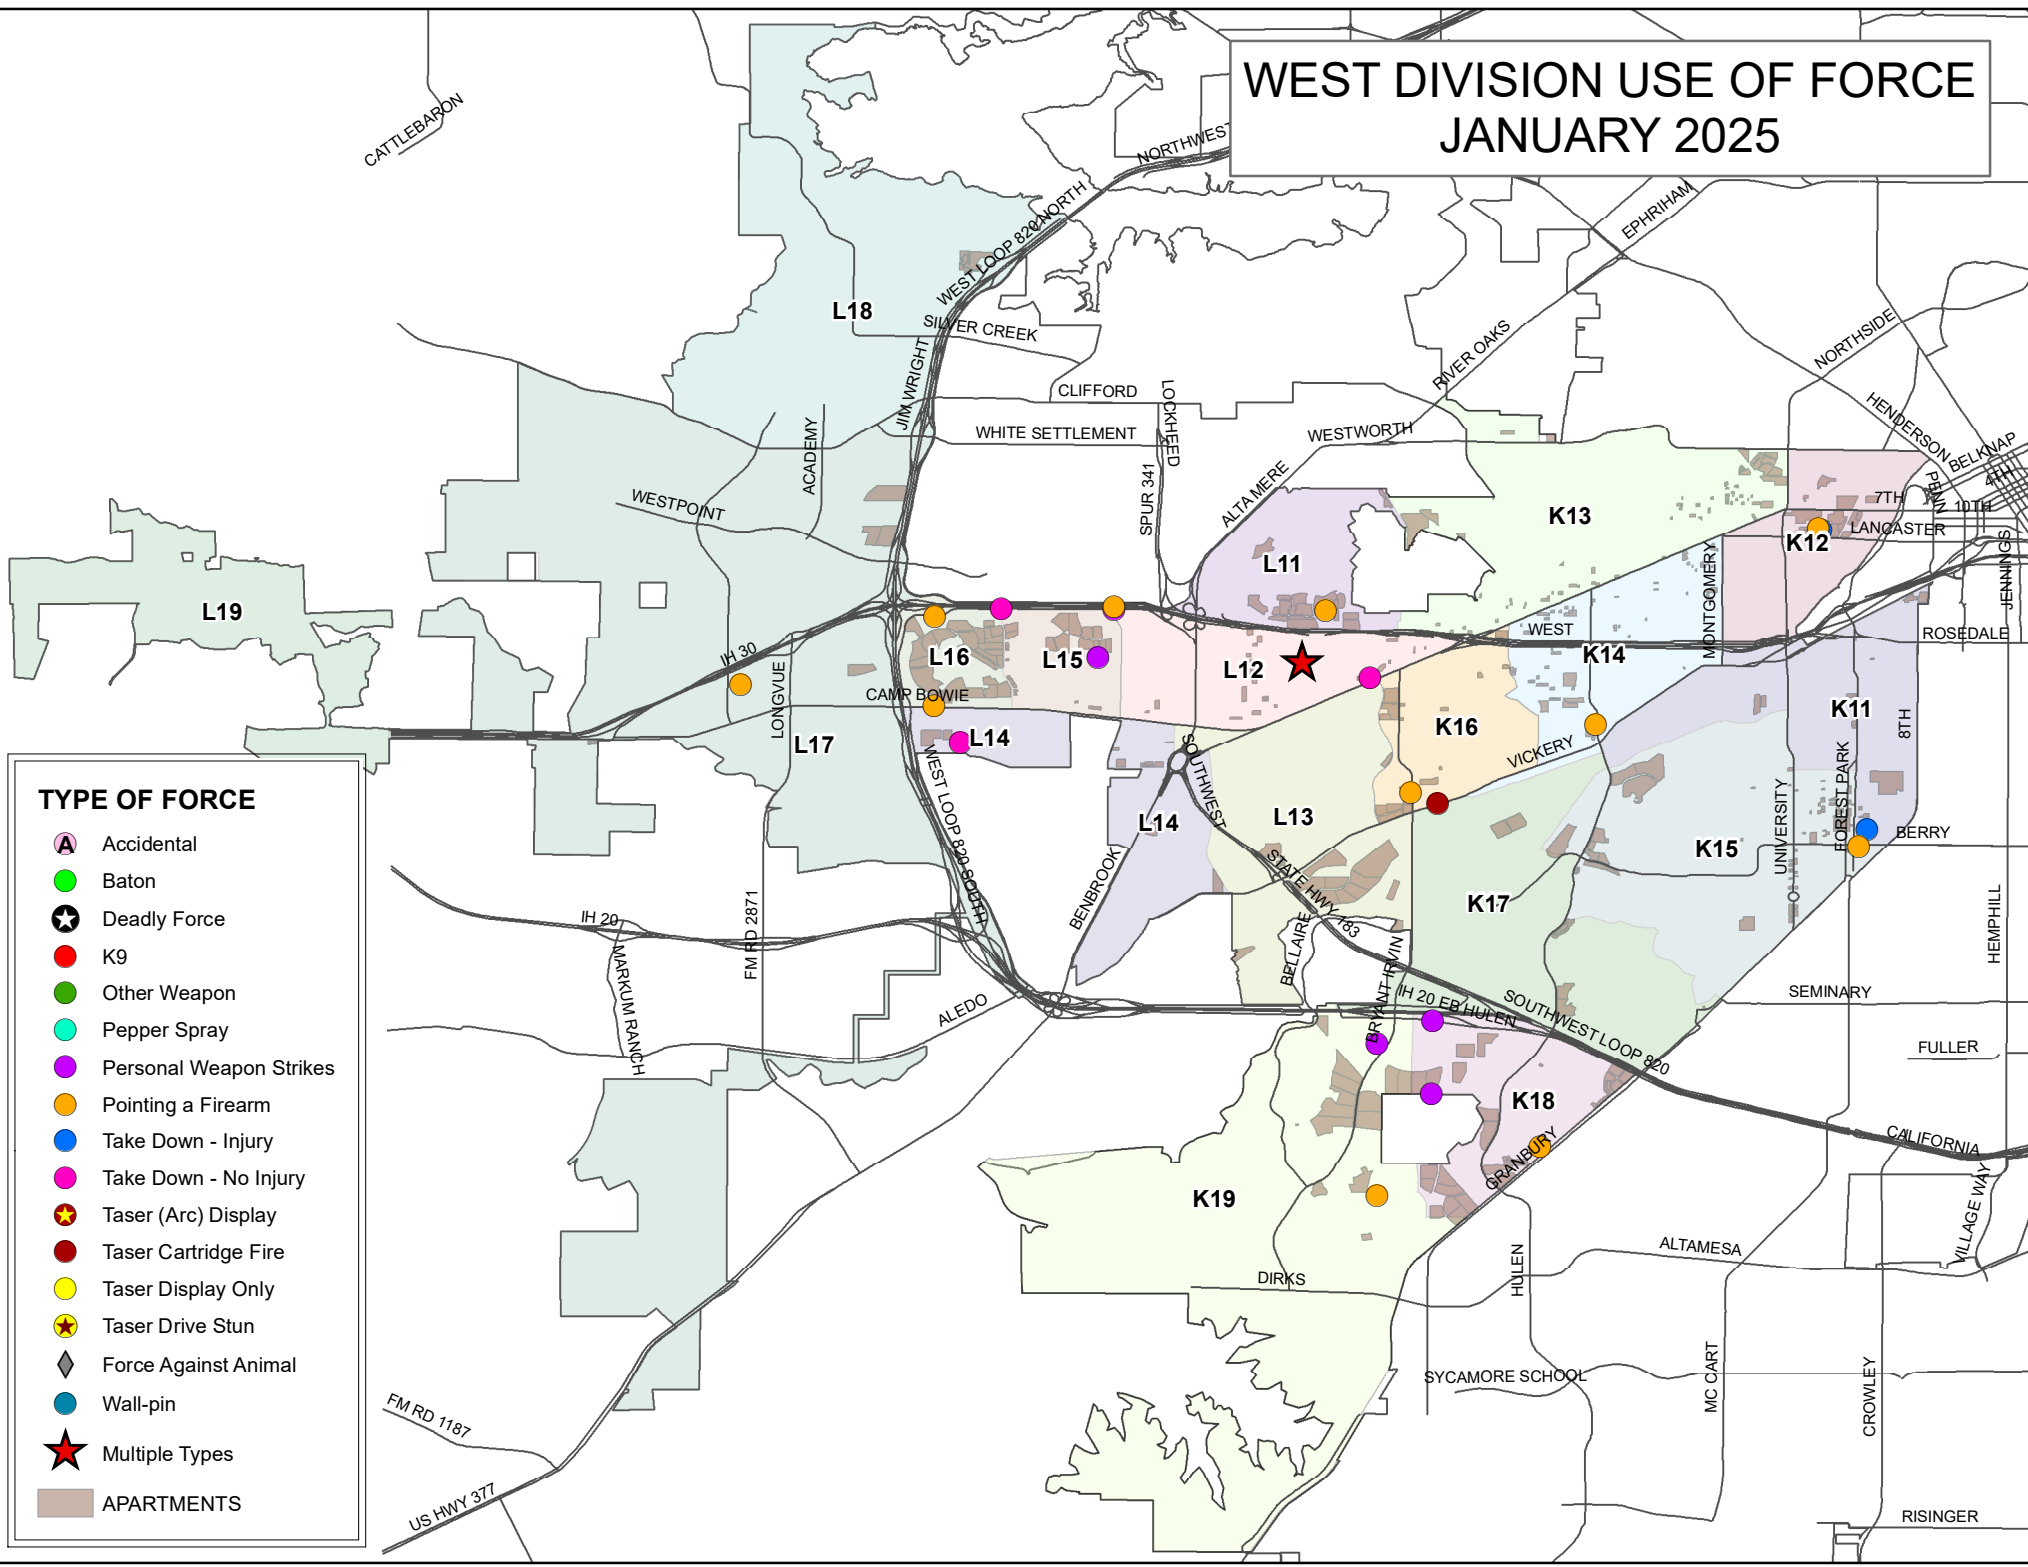 WEST DIVISION USE OF FORCE
JANUARY 2025
CATTLEBARON
NORTHWEST
EPHRIHAM
WEST LOOP 820 NORTH
L18
SILVER CREEK
NORTHSIDE
RIVER OAKS
JIM WRIGHT
CLIFFORD
LOCKHEED
HENDERSON
WHITE SETTLEMENT
WESTWORTH
BELKNAP
ACADEMY
4TH
PENN
SPUR 341
ALTA MERE
7TH
WESTPOINT
10TH
K13
LANCASTER
K12
L11
MONTGOMERY
JENNINGS
L19
WEST
ROSEDALE
IH 30
L16
L15
L12
K14
LONGVUE
CAMP BOWIE
K11
8TH
K16
L17
L14
VICKERY
SOUTHWEST
FOREST PARK
WEST LOOP 820 SOUTH
UNIVERSITY
L13
L14
BERRY
K15
STATE HWY 183
BENBROOK
K17
IH 20
FM RD 2871
BELLAIRE
HEMPHILL
MARKUM RANCH
BRYANT IRVIN
ALEDO
IH 20 EB HULEN
SEMINARY
SOUTHWEST LOOP 820
FULLER
K18
CALIFORNIA
GRANBURY
K19
VILLAGE WAY
ALTAMESA
HULEN
DIRKS
SYCAMORE SCHOOL
MC CART
CROWLEY
FM RD 1187
US HWY 377
RISINGER
TYPE OF FORCE
A Accidental
Baton
Deadly Force
K9
Other Weapon
Pepper Spray
Personal Weapon Strikes
Pointing a Firearm
Take Down - Injury
Take Down - No Injury
Taser (Arc) Display
Taser Cartridge Fire
Taser Display Only
Taser Drive Stun
Force Against Animal
Wall-pin
Multiple Types
APARTMENTS